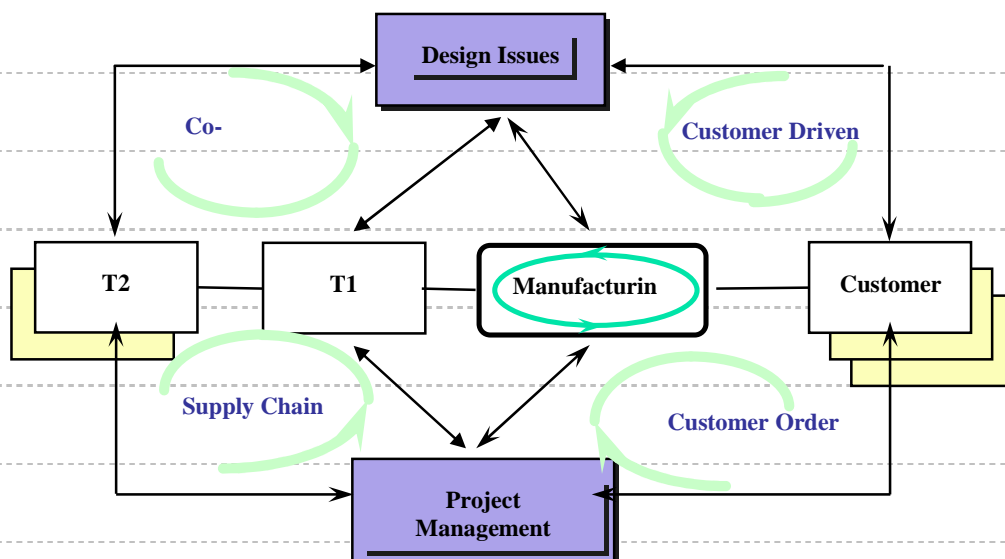 Design Issues
Co-
Customer Driven
T2
T1
Manufacturin
Customer
Supply Chain
Customer Order
Project
Management